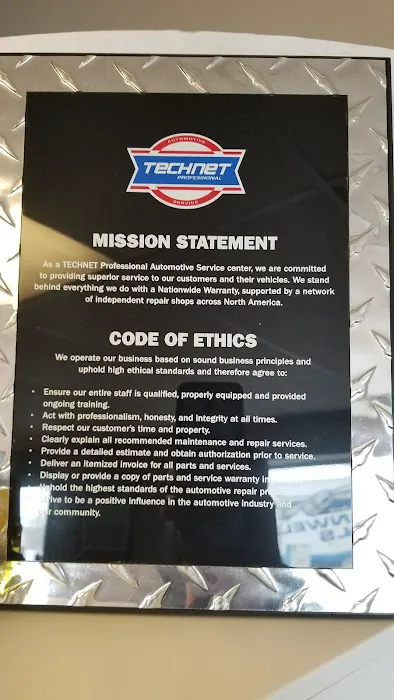 AUTOMOTIVE
TECHNET
PROFESSIONAL
SERVICE
MISSION STATEMENT
As a TECHNET Professional Automotive Service center, we are committed
to providing superior service to our customers and their vehicles. We stand
behind everything we do with a Nationwide Warranty, supported by a network
of independent repair shops across North America.
CODE OF ETHICS
We operate our business based on sound business principles and
uphold high ethical standards and therefore agree to:
• Ensure our entire staff is qualified, properly equipped and provided
ongoing training.
• Act with professionalism, honesty, and integrity at all times.
• Respect our customer's time and property.
• Clearly explain all recommended maintenance and repair services.
• Provide a detailed estimate and obtain authorization prior to service.
• Deliver an itemized invoice for all parts and services.
• Display or provide a copy of parts and service warranty
Uphold the highest standards of the automotive repair
Strive to be a positive influence in the automotive industry and
our community.